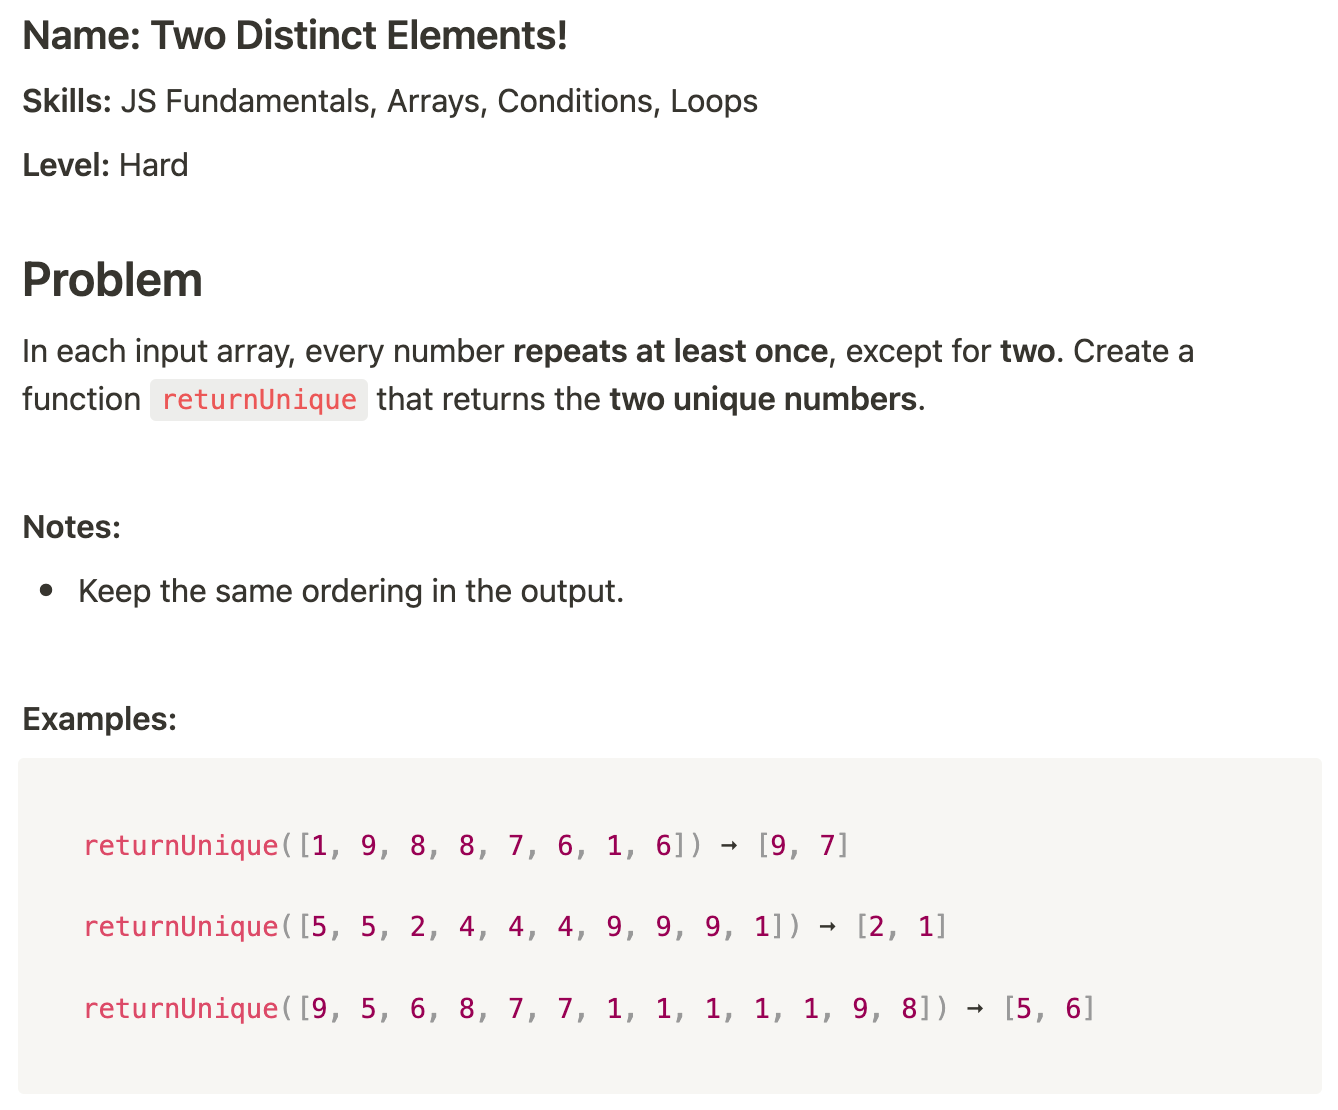 Name: Two Distinct Elements!
Skills: JS Fundamentals, Arrays, Conditions, Loops
Level: Hard
Problem
In each input array, every number repeats at least once, except for two. Create a
function returnUnique that returns the two unique numbers.
Notes:
• Keep the same ordering in the output.
Examples:
returnUnique([1, 9, 8, 8, 7, 6, 1, 6]) → [9, 7]
returnUnique([5, 5, 2, 4, 4, 4, 9, 9, 9, 1]) → [2, 1]
returnUnique([9, 5, 6, 8, 7, 7, 1, 1, 1, 1, 1, 9, 8]) → [5, 6]